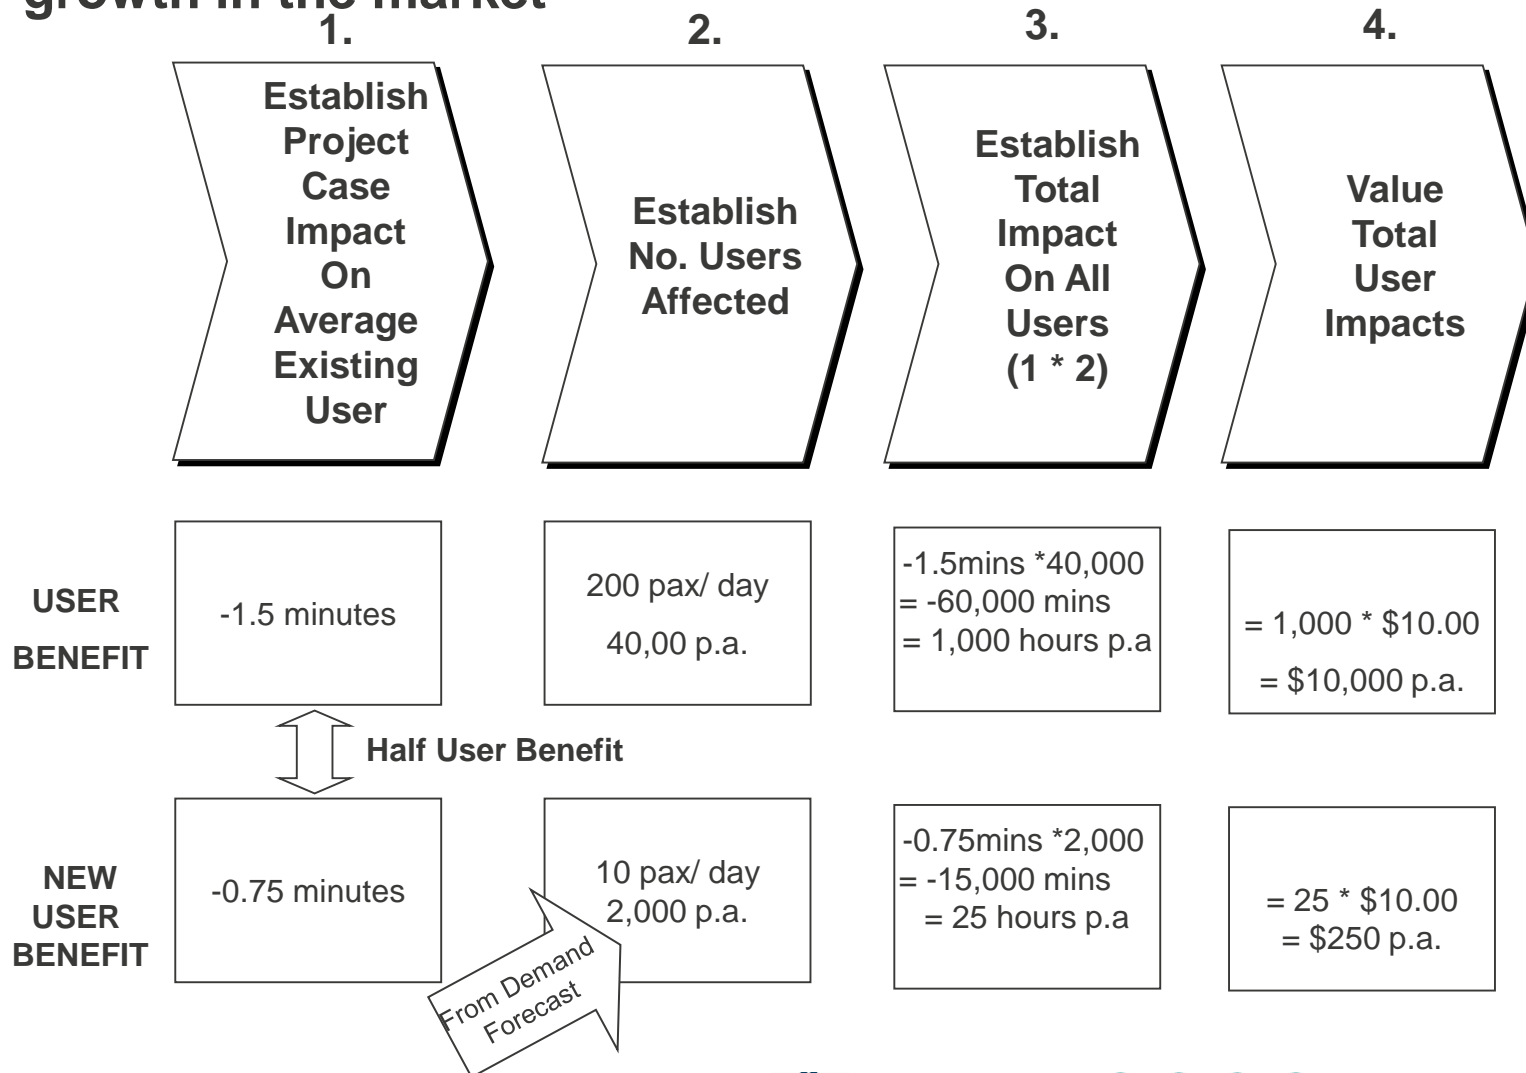 growth in the market
1.
2.
3.
4.
Establish
Project
Case
Impact
On
Average
Existing
User
Establish
No. Users
Affected
Establish
Total
Impact
On All
Users
(1 * 2)
Value
Total
User
Impacts
USER
BENEFIT
-1.5 minutes
200 pax/ day
40,00 p.a.
-1.5mins *40,000
= -60,000 mins
= 1,000 hours p.a
= 1,000 * $10.00
= $10,000 p.a.
Half User Benefit
NEW
USER
BENEFIT
-0.75 minutes
10 pax/ day
2,000 p.a.
-0.75mins *2,000
= -15,000 mins
= 25 hours p.a
= 25 * $10.00
= $250 p.a.
From Demand
Forecast